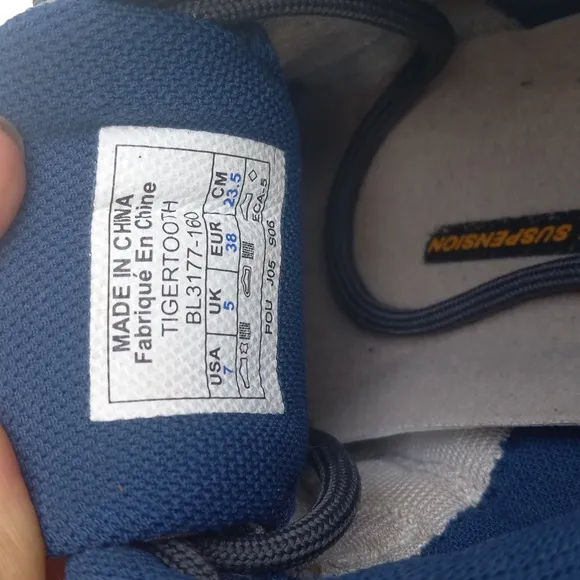 MADE IN CHINA
Fabriqué En Chine
TIGERTOOTH
BL3177-160
USA UK EUR CM
7 5 38 23.5
ECA-5
POU J05 S06
SUSPENSION